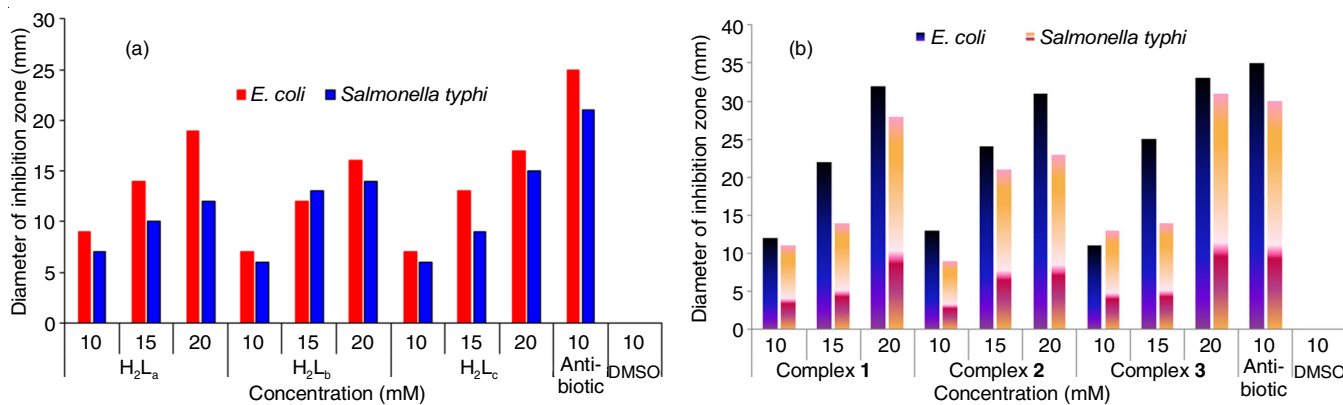 (a)
Diameter of inhibition zone (mm)
30
25
20
15
10
5
0
E. coli Salmonella typhi
10 15 20 10 15 20 10 15 20 10 10
H₂Lₐ H₂L_b H₂L_c Anti-biotic DMSO
Concentration (mM)
(b)
Diameter of inhibition zone (mm)
40
35
30
25
20
15
10
5
0
E. coli Salmonella typhi
10 15 20 10 15 20 10 15 20 10 10
Complex 1 Complex 2 Complex 3 Anti-biotic DMSO
Concentration (mM)